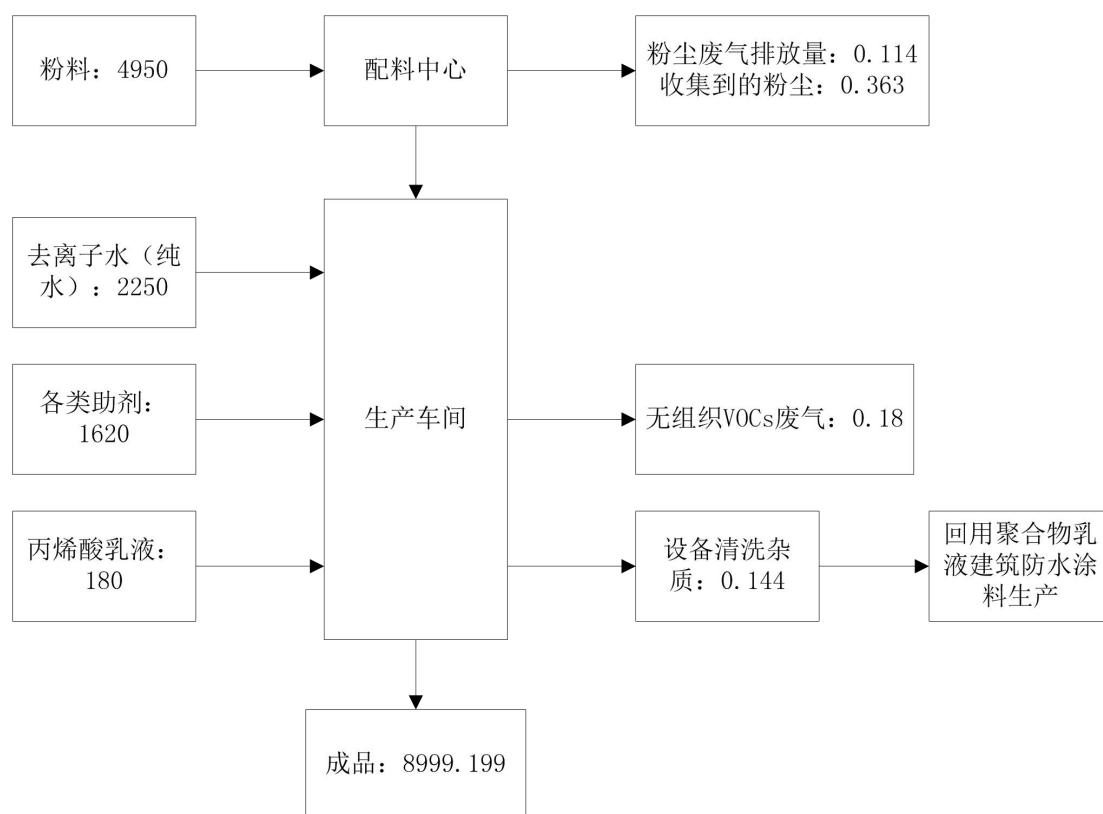 粉料：4950
配料中心
粉尘废气排放量：0.114
收集到的粉尘：0.363
去离子水（纯
水）：2250
各类助剂：
1620
生产车间
无组织VOCs废气：0.18
丙烯酸乳液：
180
设备清洗杂
质：0.144
回用聚合物乳
液建筑防水涂
料生产
成品：8999.199